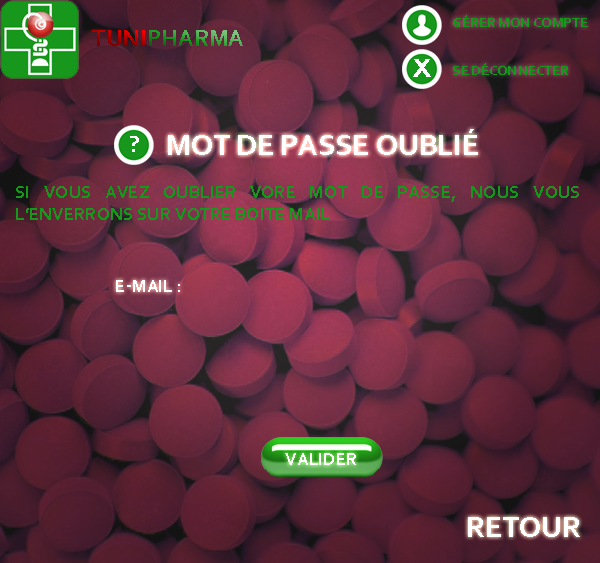 TUNIPHARMA
GÉRER MON COMPTE
X SE DÉCONNECTER
? MOT DE PASSE OUBLIÉ
SI VOUS AVEZ OUBLIER VORE MOT DE PASSE, NOUS VOUS
L'ENVERRONS SUR VOTRE BOITE MAIL
E-MAIL :
VALIDER
RETOUR